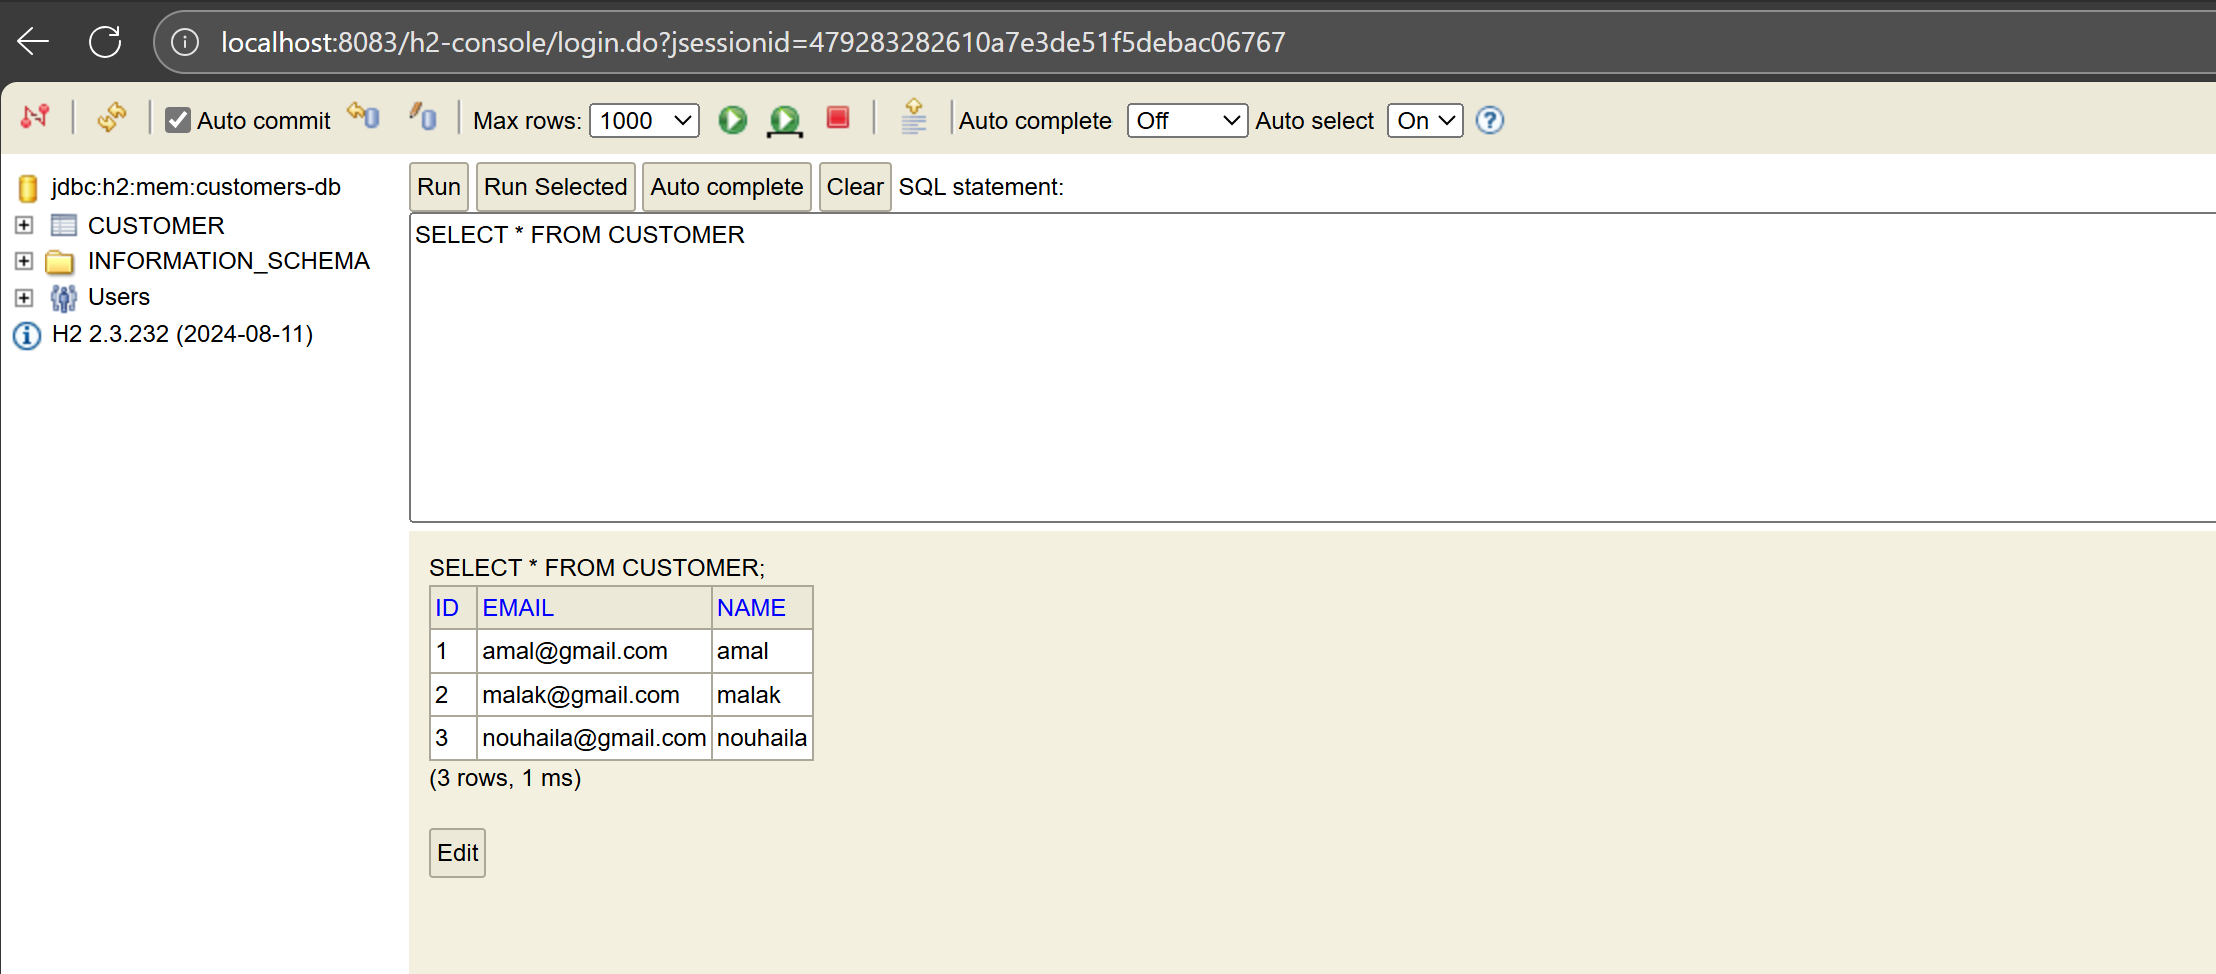 localhost:8083/h2-console/login.do?jsessionid=479283282610a7e3de51f5debac06767
Auto commit Max rows: 1000 Auto complete Off Auto select On
jdbc:h2:mem:customers-db
CUSTOMER
INFORMATION_SCHEMA
Users
H2 2.3.232 (2024-08-11)
Run Run Selected Auto complete Clear SQL statement:
SELECT * FROM CUSTOMER
SELECT * FROM CUSTOMER;
ID EMAIL NAME
1 amal@gmail.com amal
2 malak@gmail.com malak
3 nouhaila@gmail.com nouhaila
(3 rows, 1 ms)
Edit